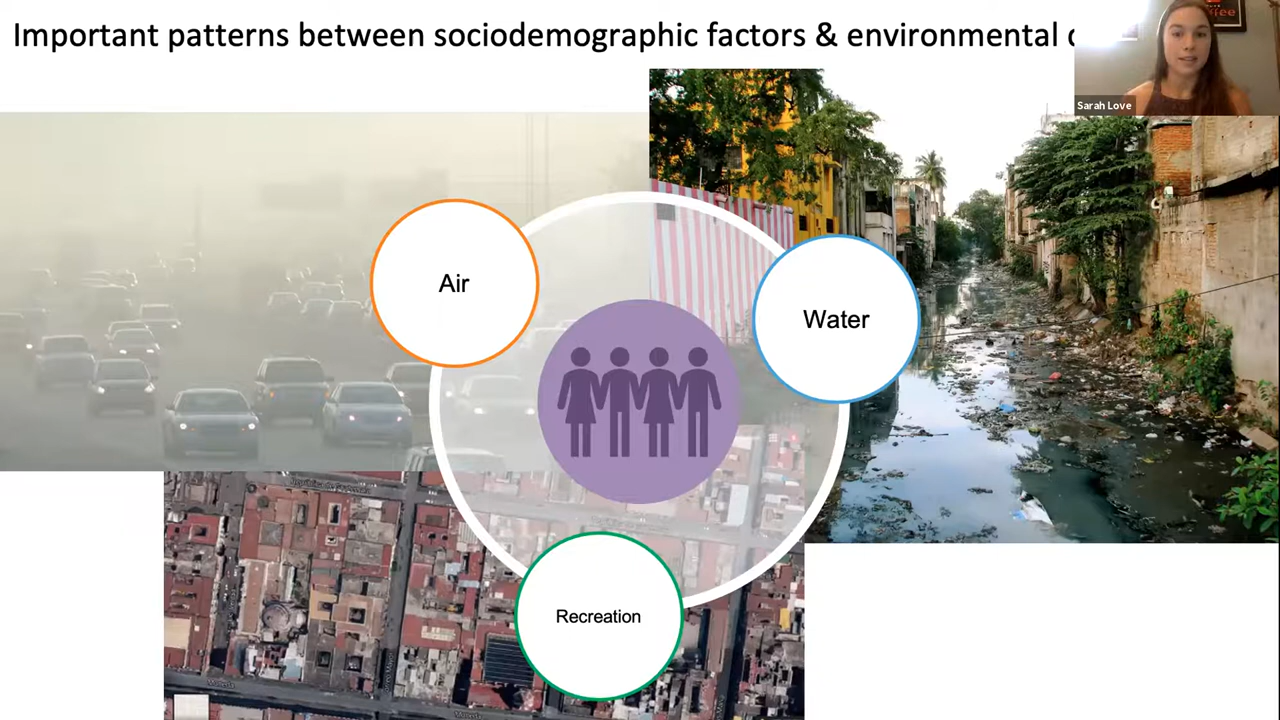 Important patterns between sociodemographic factors & environmental
Sarah Love
Air
Water
Recreation